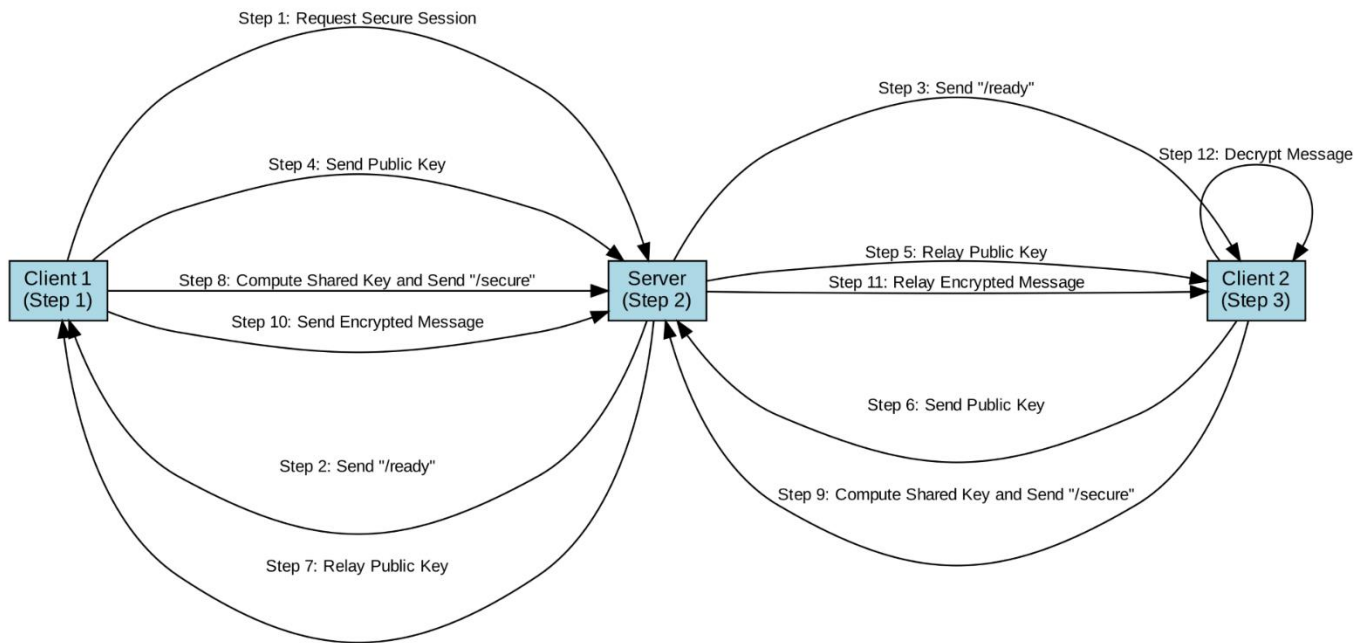 Step 1: Request Secure Session
Step 3: Send "/ready"
Step 12: Decrypt Message
Step 4: Send Public Key
Client 1
(Step 1)
Step 8: Compute Shared Key and Send "/secure"
Server
(Step 2)
Step 5: Relay Public Key
Step 11: Relay Encrypted Message
Client 2
(Step 3)
Step 10: Send Encrypted Message
Step 6: Send Public Key
Step 2: Send "/ready"
Step 9: Compute Shared Key and Send "/secure"
Step 7: Relay Public Key